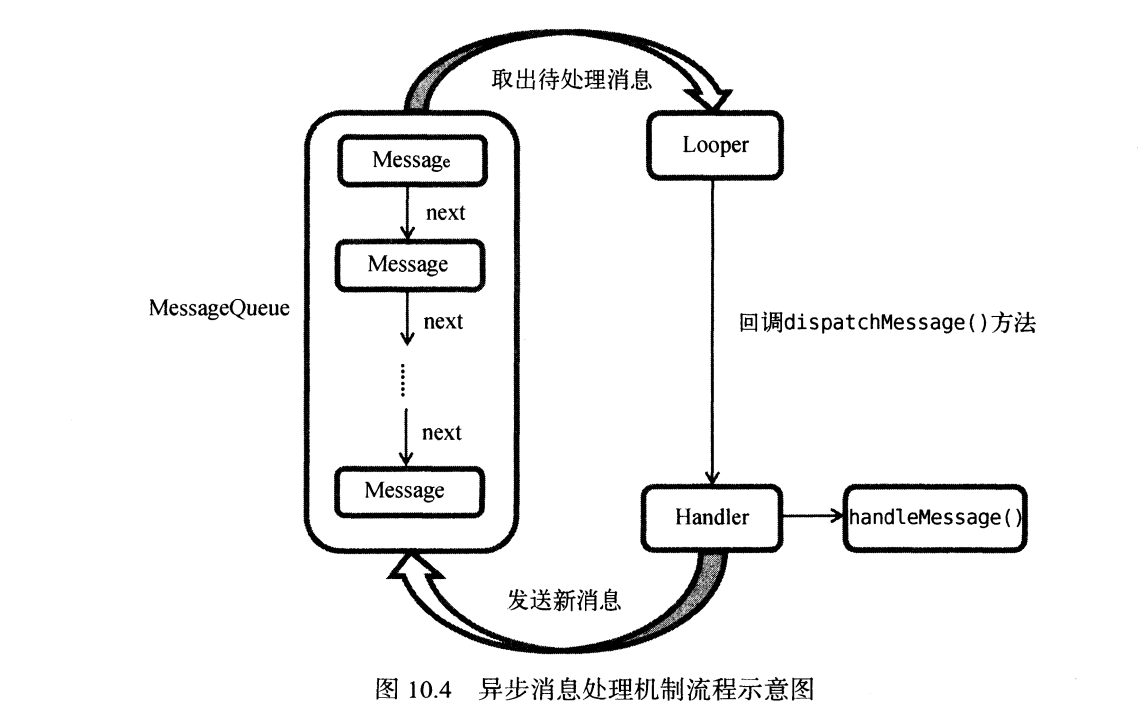 取出待处理消息
Message
Looper
next
Message
MessageQueue
next
回调dispatchMessage()方法
next
Message
Handler
handleMessage()
发送新消息
图 10.4 异步消息处理机制流程示意图